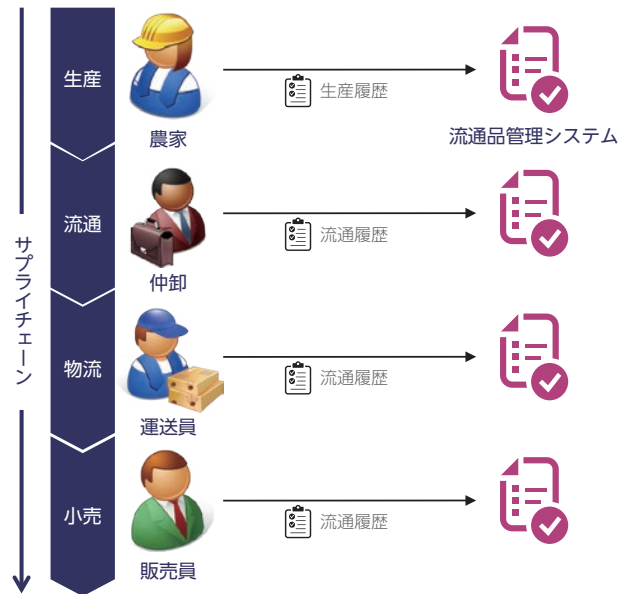 サプライチェーン
生産
農家
生産履歴
流通品管理システム
流通
仲卸
流通履歴
物流
運送員
流通履歴
小売
販売員
流通履歴